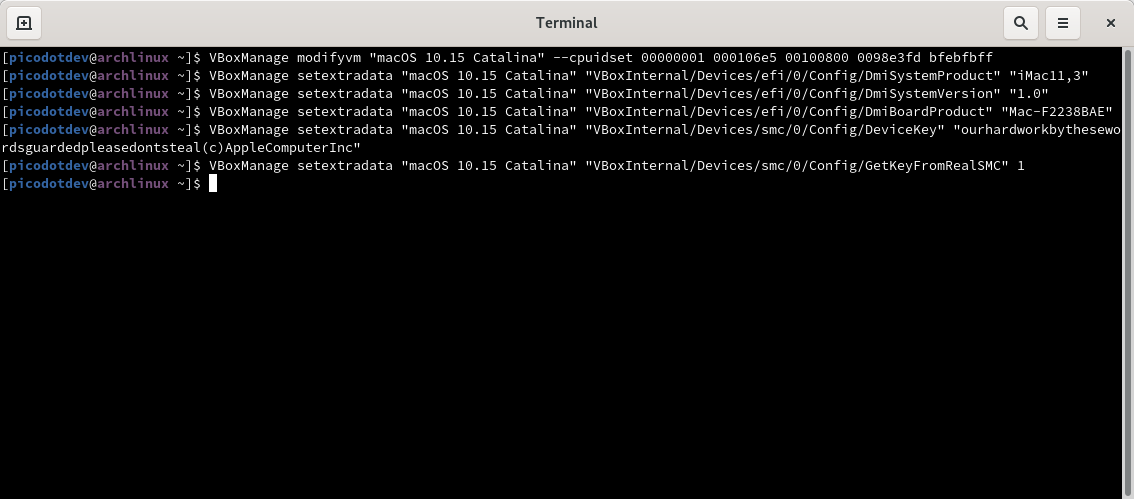 Terminal
[picodotdev@archlinux ~]$ VBoxManage modifyvm "macOS 10.15 Catalina" --cpuidset 00000001 000106e5 00100800 0098e3fd bfebfbff
[picodotdev@archlinux ~]$ VBoxManage setextradata "macOS 10.15 Catalina" "VBoxInternal/Devices/efi/0/Config/DmiSystemProduct" "iMac11,3"
[picodotdev@archlinux ~]$ VBoxManage setextradata "macOS 10.15 Catalina" "VBoxInternal/Devices/efi/0/Config/DmiSystemVersion" "1.0"
[picodotdev@archlinux ~]$ VBoxManage setextradata "macOS 10.15 Catalina" "VBoxInternal/Devices/efi/0/Config/DmiBoardProduct" "Mac-F2238BAE"
[picodotdev@archlinux ~]$ VBoxManage setextradata "macOS 10.15 Catalina" "VBoxInternal/Devices/smc/0/Config/DeviceKey" "ourhardworkbythesewo
rdsguardedpleasedontsteal(c)AppleComputerInc"
[picodotdev@archlinux ~]$ VBoxManage setextradata "macOS 10.15 Catalina" "VBoxInternal/Devices/smc/0/Config/GetKeyFromRealSMC" 1
[picodotdev@archlinux ~]$